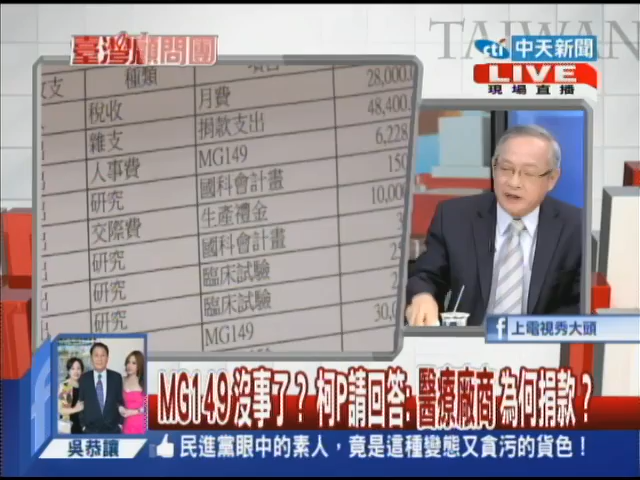 臺灣顧問團
TAIWAN
cti 中天新聞
LIVE
現場直播
支 種類
稅收 月費 28,000.
雜支 捐款支出 48,400.
人事費 MG149 6,228
研究 國科會計畫 150
交際費 生產禮金 10,000
研究 國科會計畫
研究 臨床試驗
研究 臨床試驗
MG149 30,0
f 上電視秀大頭
MG149沒事了？柯P請回答：醫療廠商為何捐款？
吳恭讓 民進黨眼中的素人，竟是這種變態又貪污的貨色！